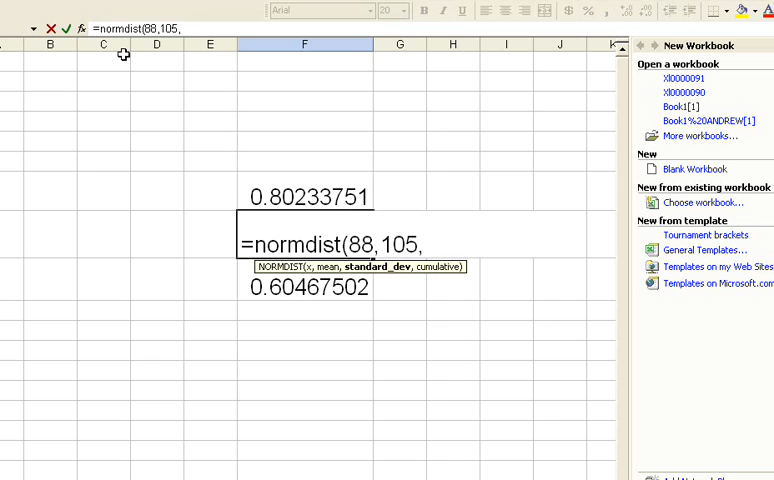 Arial 20 B I U $ % ,
fx =normdist(88,105,
B C D E F G H I J K
New Workbook
Open a workbook
Xl0000091
Xl0000090
Book1[1]
Book1%20ANDREW[1]
More workbooks...
New
Blank Workbook
New from existing workbook
Choose workbook...
New from template
Tournament brackets
General Templates...
Templates on my Web Sites
Templates on Microsoft.com
0.80233751
=normdist(88,105,
NORMDIST(x, mean, standard_dev, cumulative)
0.60467502